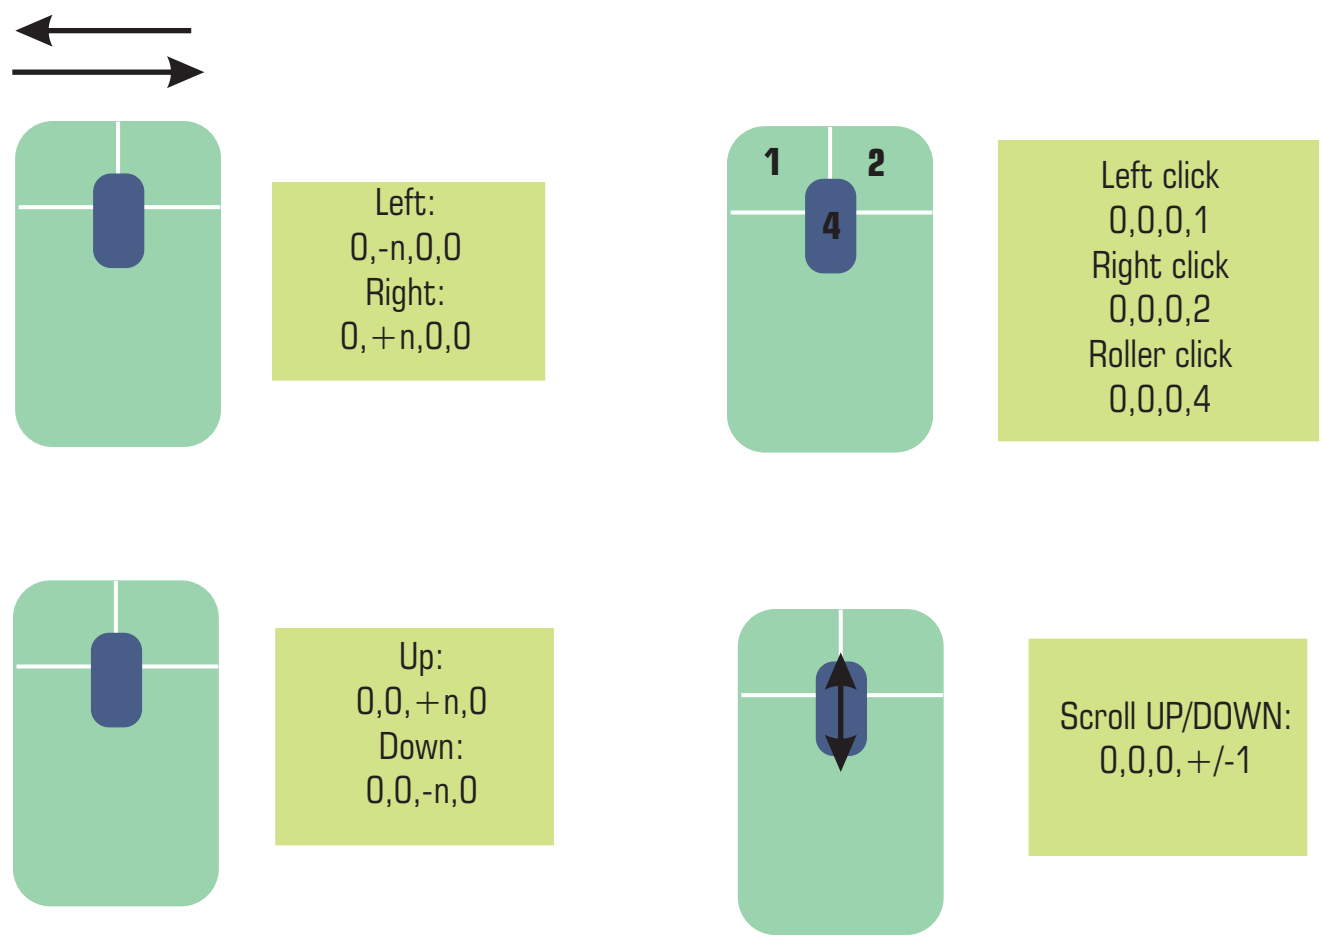 Left:
0,-n,0,0
Right:
0,+n,0,0
1
2
4
Left click
0,0,0,1
Right click
0,0,0,2
Roller click
0,0,0,4
Up:
0,0,+n,0
Down:
0,0,-n,0
Scroll UP/DOWN:
0,0,0,+/-1